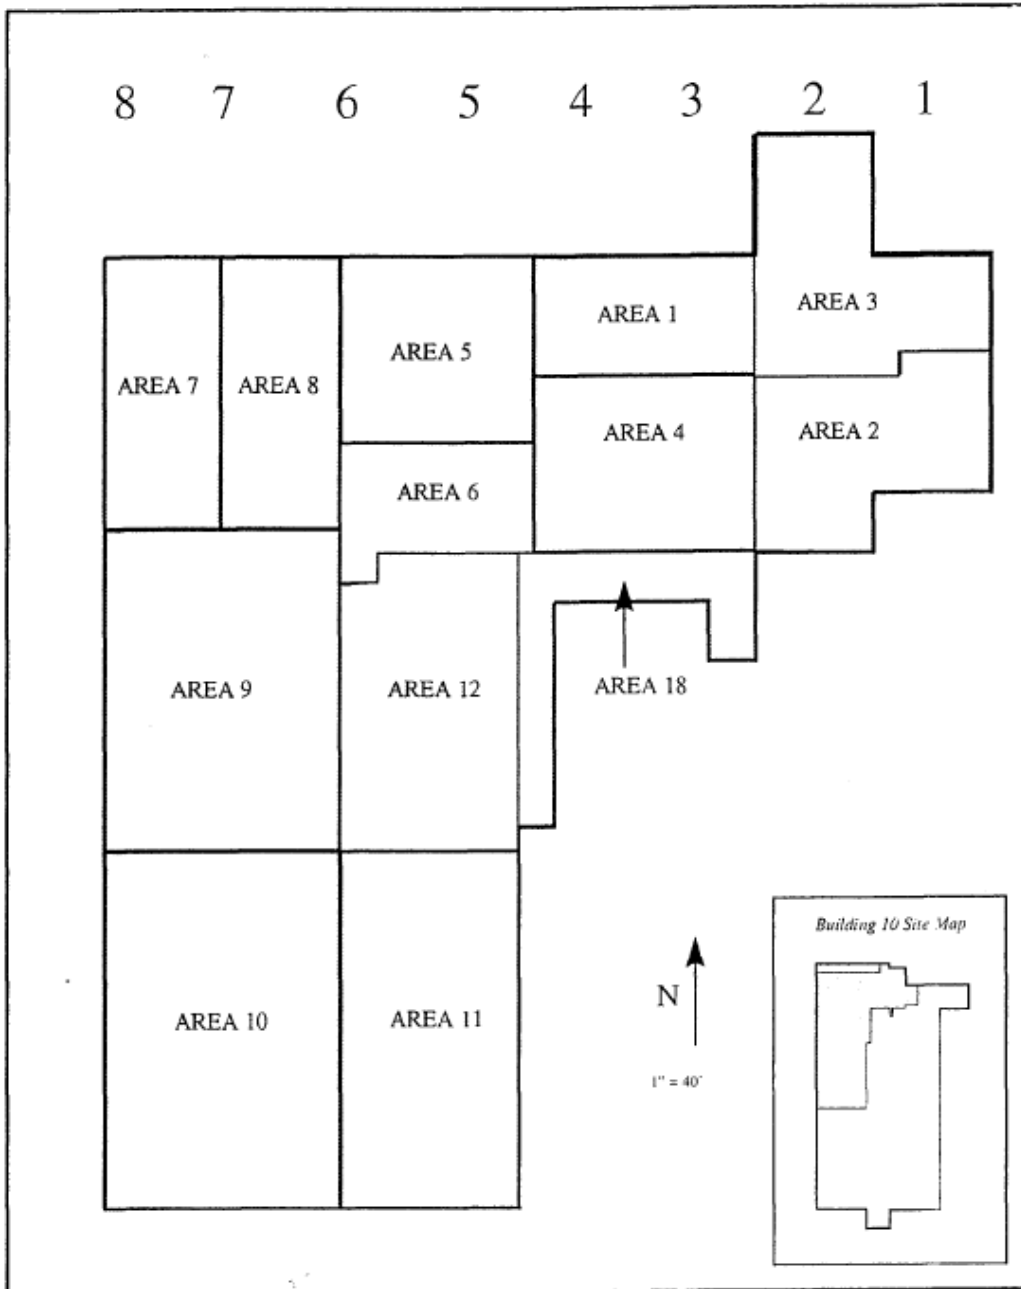 8 7 6 5 4 3 2 1
AREA 1
AREA 3
AREA 5
AREA 7
AREA 8
AREA 4
AREA 2
AREA 6
AREA 9
AREA 12
AREA 18
AREA 10
AREA 11
N
1" = 40'
Building 10 Site Map